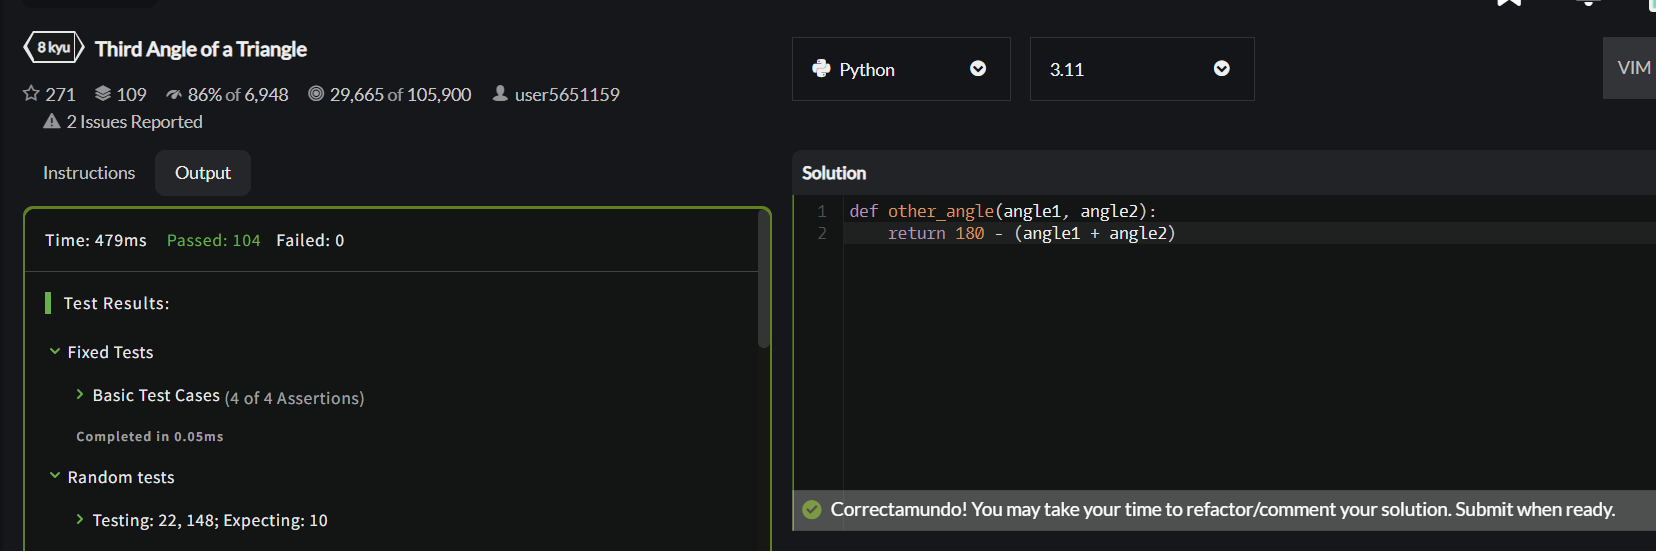 8 kyu Third Angle of a Triangle
271 109 86% of 6,948 29,665 of 105,900 user5651159
2 Issues Reported
Instructions Output
Time: 479ms Passed: 104 Failed: 0
Test Results:
Fixed Tests
Basic Test Cases (4 of 4 Assertions)
Completed in 0.05ms
Random tests
Testing: 22, 148; Expecting: 10
Python 3.11 VIM
Solution
1 def other_angle(angle1, angle2):
2 return 180 - (angle1 + angle2)
Correctamundo! You may take your time to refactor/comment your solution. Submit when ready.